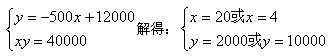 {y = −500x + 12000
xy = 40000 解得： {x = 20或x = 4
y = 2000或y = 10000